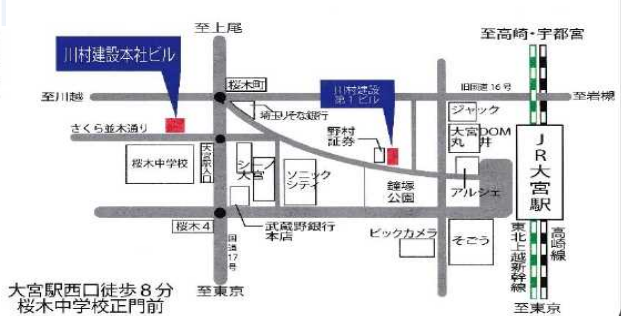 至上尾
至高崎・宇都宮
川村建設本社ビル
桜木町
川村建設
第1ビル
旧国道16号
至川越
至岩槻
埼玉りそな銀行
ジャック
さくら並木通り
野村
証券
大宮DOM
丸井
JR大宮駅
大宮駅入口
桜木中学校
シーノ
大宮
ソニック
シティ
鐘塚
公園
アルシェ
桜木4
武蔵野銀行
本店
国道17号
ビックカメラ
そごう
東北上越新幹線
高崎線
大宮駅西口徒歩8分
桜木中学校正門前
至東京
至東京